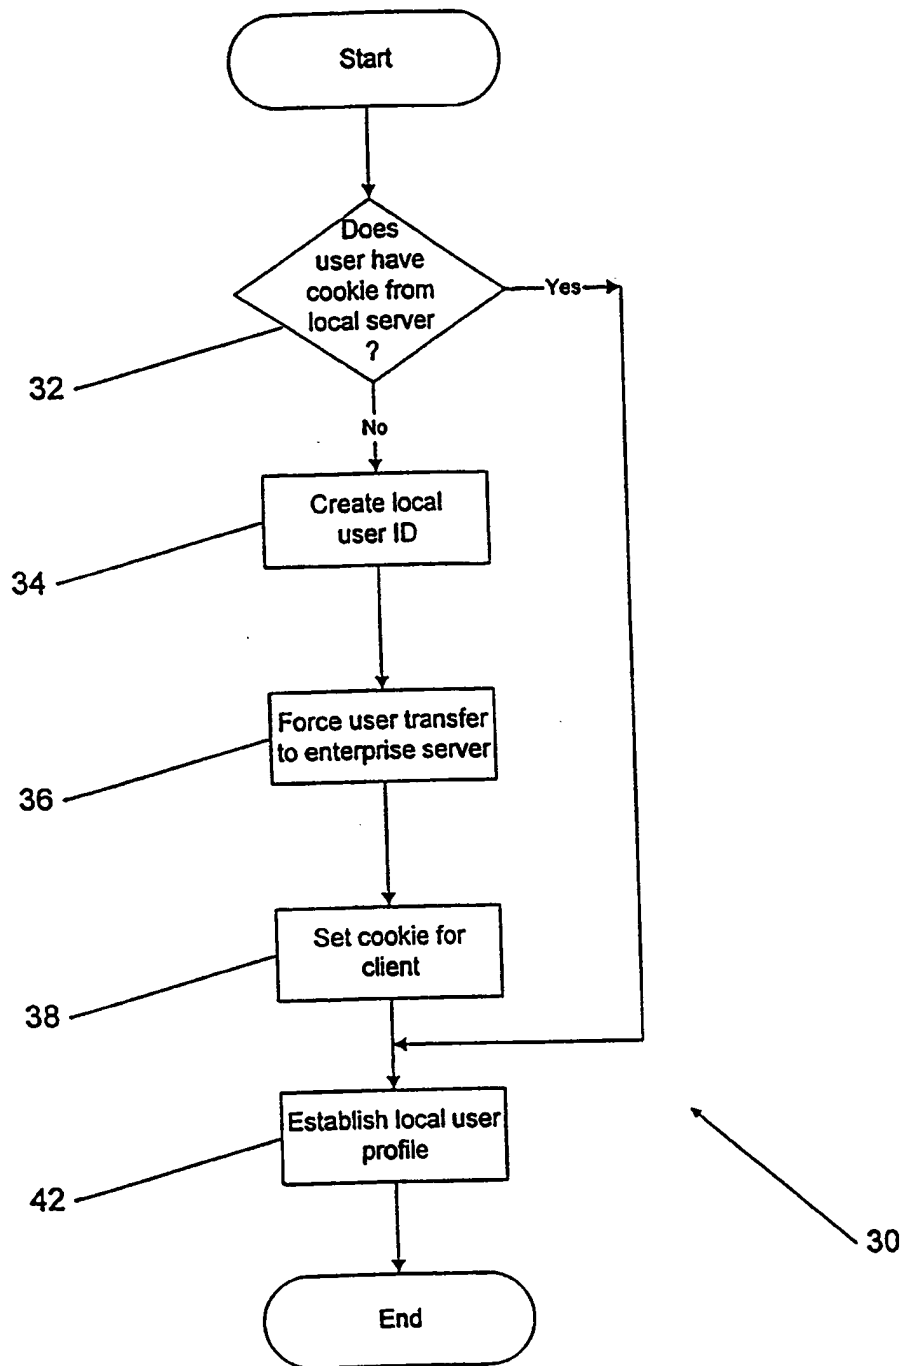 Start
Does
user have
cookie from
local server
?
Yes
32
No
Create local
user ID
34
Force user transfer
to enterprise server
36
Set cookie for
client
38
Establish local user
profile
42
30
End